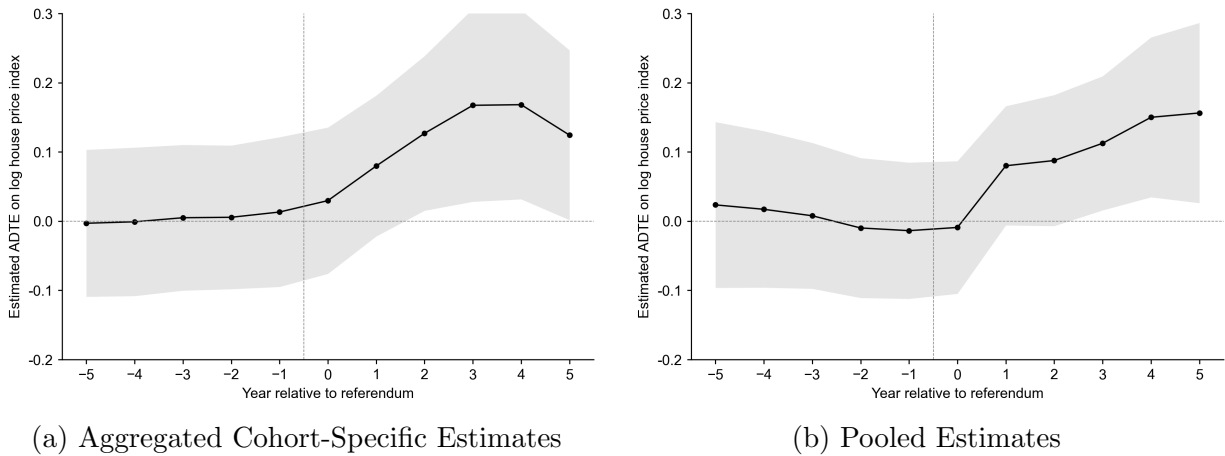 Estimated ADTE on log house price index
0.3
0.2
0.1
0.0
-0.1
-0.2
−5 −4 −3 −2 −1 0 1 2 3 4 5
Year relative to referendum
(a) Aggregated Cohort-Specific Estimates
Estimated ADTE on log house price index
0.3
0.2
0.1
0.0
-0.1
-0.2
−5 −4 −3 −2 −1 0 1 2 3 4 5
Year relative to referendum
(b) Pooled Estimates